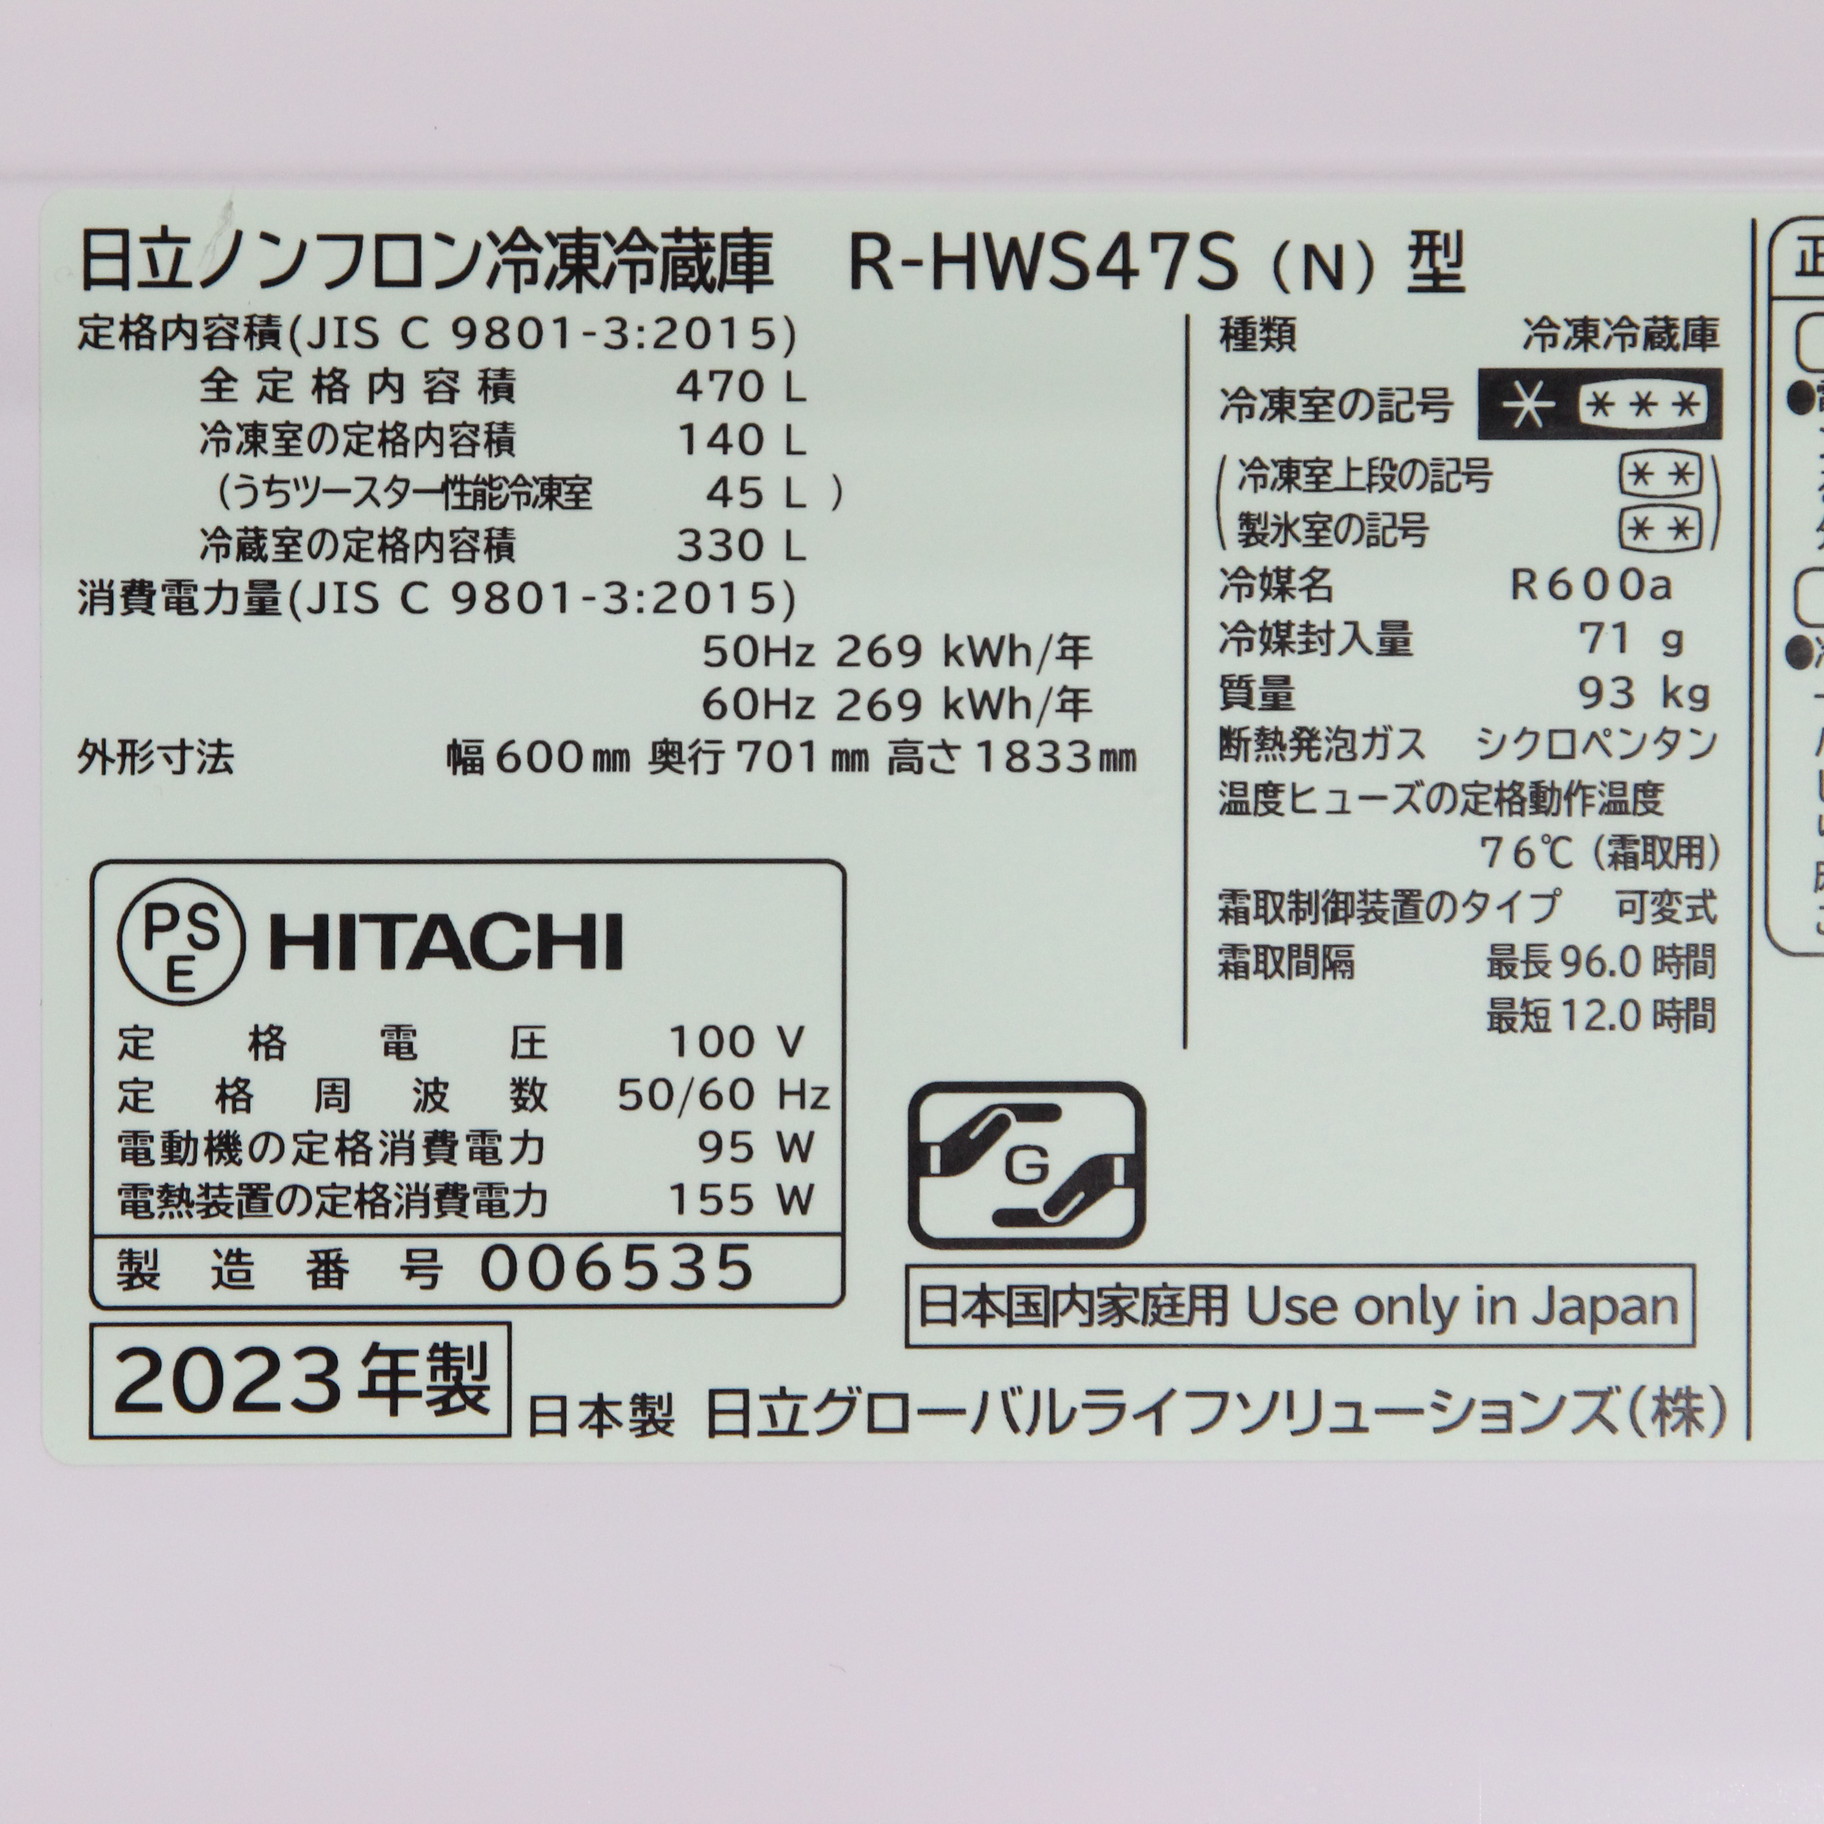 日立ノンフロン冷凍冷蔵庫 R-HWS47S (N) 型
定格内容積(JIS C 9801-3:2015)
全定格内容積 470 L
冷凍室の定格内容積 140 L
(うちツースター性能冷凍室 45 L )
冷蔵室の定格内容積 330 L
消費電力量(JIS C 9801-3:2015)
50Hz 269 kWh/年
60Hz 269 kWh/年
外形寸法 幅600㎜ 奥行701㎜ 高さ1833㎜
種類 冷凍冷蔵庫
冷凍室の記号 * ***
(冷凍室上段の記号 **
製氷室の記号 **)
冷媒名 R600a
冷媒封入量 71 g
質量 93 kg
断熱発泡ガス シクロペンタン
温度ヒューズの定格動作温度
76℃ (霜取用)
霜取制御装置のタイプ 可変式
霜取間隔 最長96.0時間
最短12.0時間
PS
E
HITACHI
定格電圧 100 V
定格周波数 50/60 Hz
電動機の定格消費電力 95 W
電熱装置の定格消費電力 155 W
製造番号 006535
2023年製
G
日本国内家庭用 Use only in Japan
日本製 日立グローバルライフソリューションズ(株)